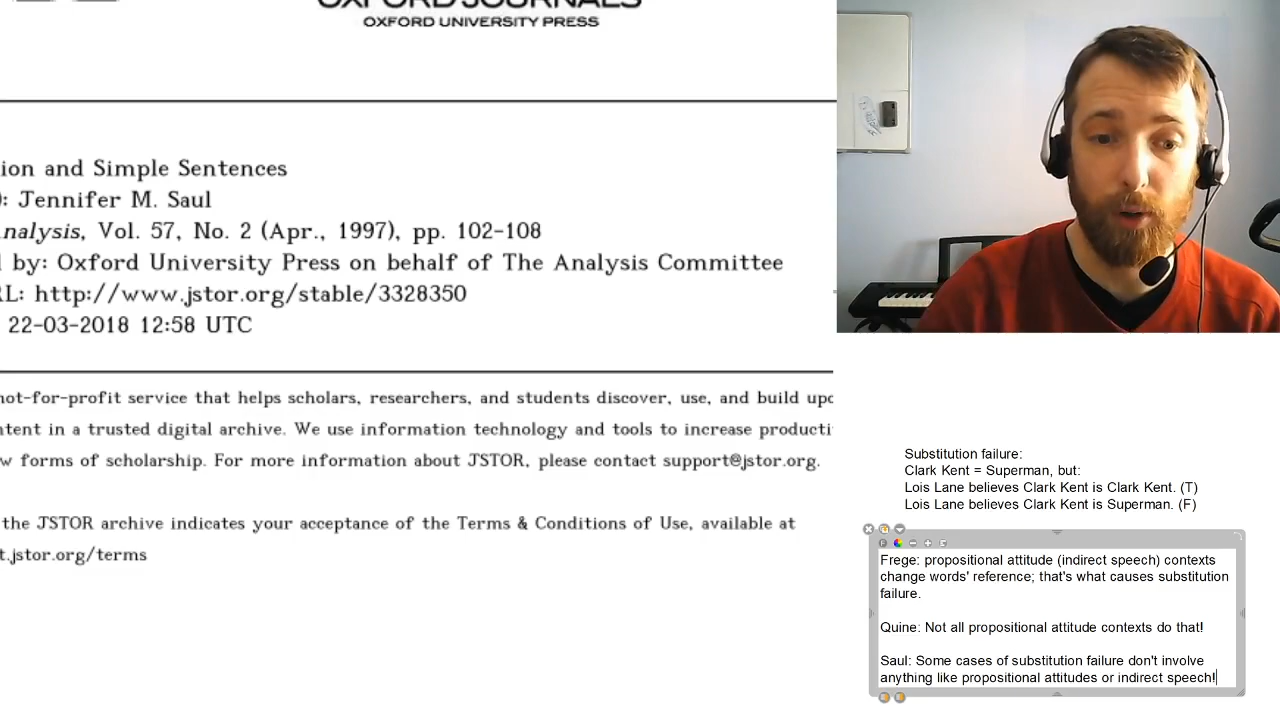 OXFORD JOURNALS
OXFORD UNIVERSITY PRESS
ion and Simple Sentences
): Jennifer M. Saul
nalysis, Vol. 57, No. 2 (Apr., 1997), pp. 102-108
l by: Oxford University Press on behalf of The Analysis Committee
RL: http://www.jstor.org/stable/3328350
22-03-2018 12:58 UTC
not-for-profit service that helps scholars, researchers, and students discover, use, and build upo
ntent in a trusted digital archive. We use information technology and tools to increase producti
w forms of scholarship. For more information about JSTOR, please contact support@jstor.org.
the JSTOR archive indicates your acceptance of the Terms & Conditions of Use, available at
t.jstor.org/terms
Substitution failure:
Clark Kent = Superman, but:
Lois Lane believes Clark Kent is Clark Kent. (T)
Lois Lane believes Clark Kent is Superman. (F)
Frege: propositional attitude (indirect speech) contexts
change words' reference; that's what causes substitution
failure.
Quine: Not all propositional attitude contexts do that!
Saul: Some cases of substitution failure don't involve
anything like propositional attitudes or indirect speech!